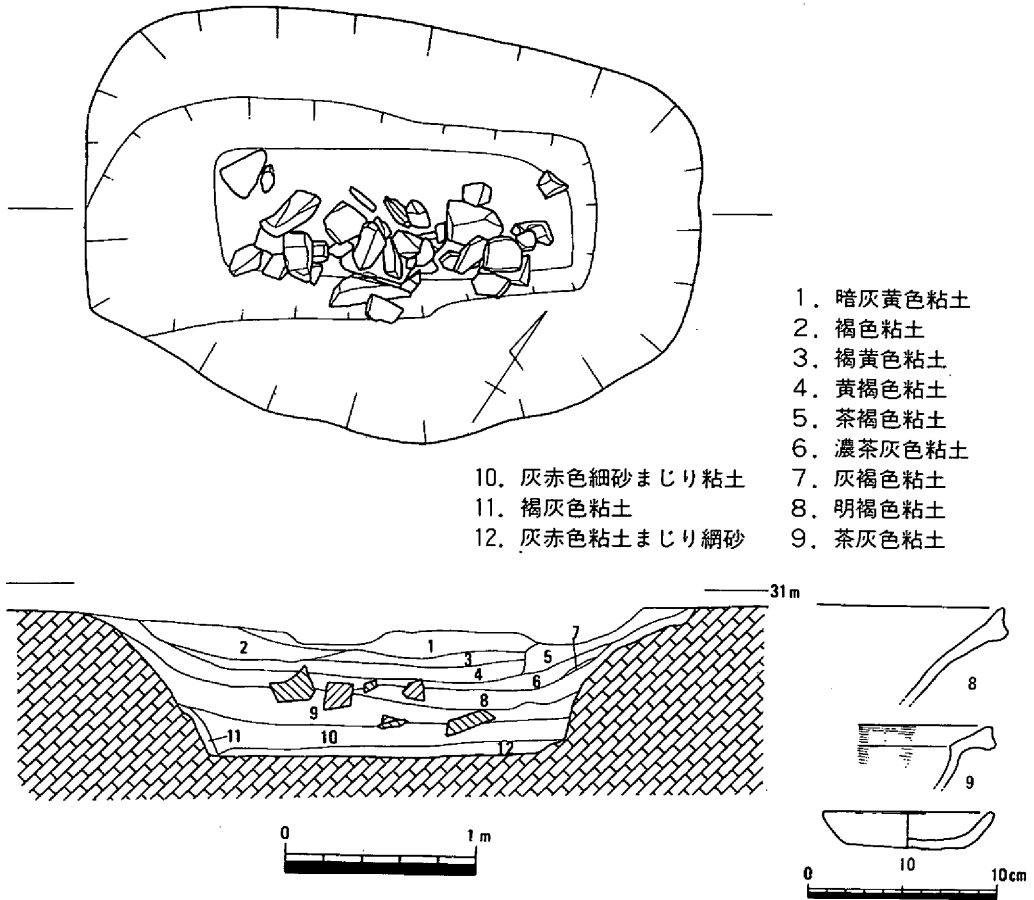 1. 暗灰黄色粘土
2. 褐色粘土
3. 褐黄色粘土
4. 黄褐色粘土
5. 茶褐色粘土
6. 濃茶灰色粘土
7. 灰褐色粘土
8. 明褐色粘土
9. 茶灰色粘土
10. 灰赤色細砂まじり粘土
11. 褐灰色粘土
12. 灰赤色粘土まじり網砂
31m
1
2
3
4
5
6
7
8
9
10
11
12
0 1m
8
9
10
0 10cm